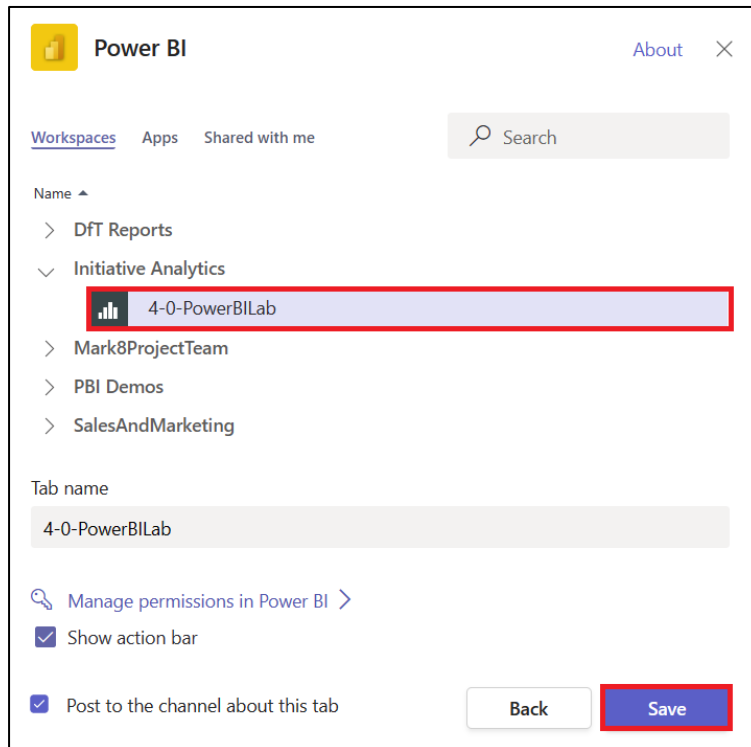 Power BI
About
Workspaces Apps Shared with me
Search
Name
DfT Reports
Initiative Analytics
4-0-PowerBILab
Mark8ProjectTeam
PBI Demos
SalesAndMarketing
Tab name
4-0-PowerBILab
Manage permissions in Power BI
Show action bar
Post to the channel about this tab
Back
Save